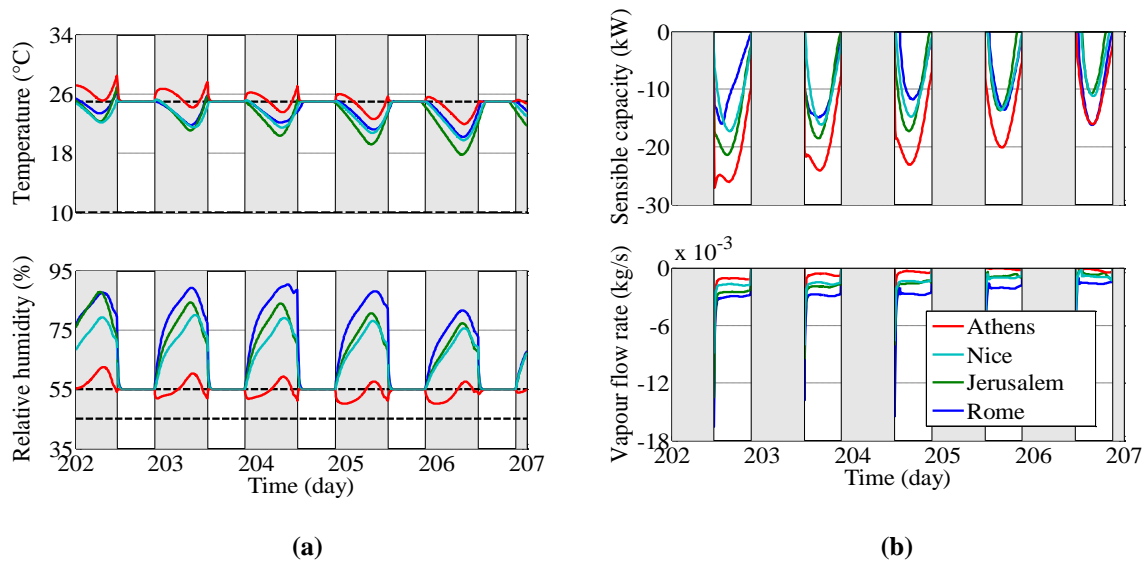 34
26
18
10
Temperature (°C)
95
75
55
35
Relative humidity (%)
202 203 204 205 206 207
Time (day)
(a)
0
-10
-20
-30
Sensible capacity (kW)
x 10⁻³
0
-6
-12
-18
Vapour flow rate (kg/s)
Athens
Nice
Jerusalem
Rome
202 203 204 205 206 207
Time (day)
(b)